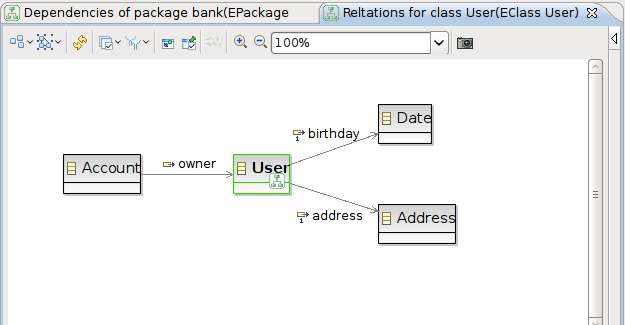 Dependencies of package bank(EPackage
Reltations for class User(EClass User)
100%
Date
birthday
Account
owner
User
address
Address